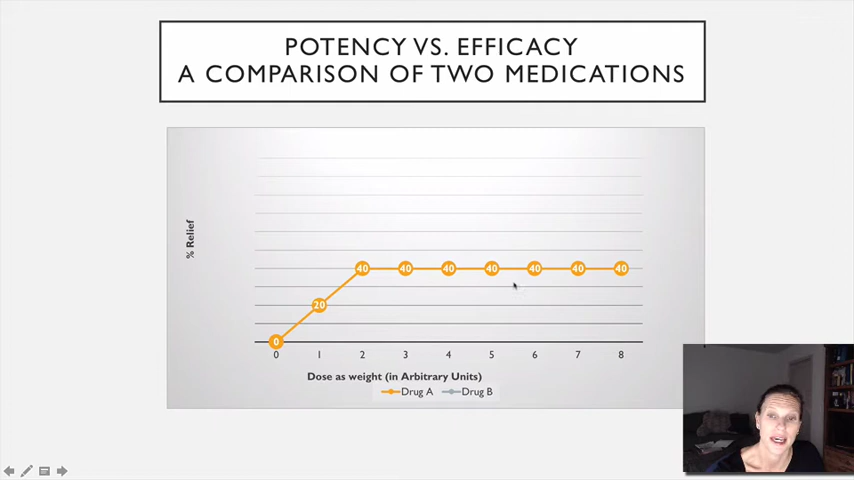 POTENCY VS. EFFICACY
A COMPARISON OF TWO MEDICATIONS
% Relief
40 40 40 40 40 40 40
20
0
0 1 2 3 4 5 6 7 8
Dose as weight (in Arbitrary Units)
Drug A Drug B